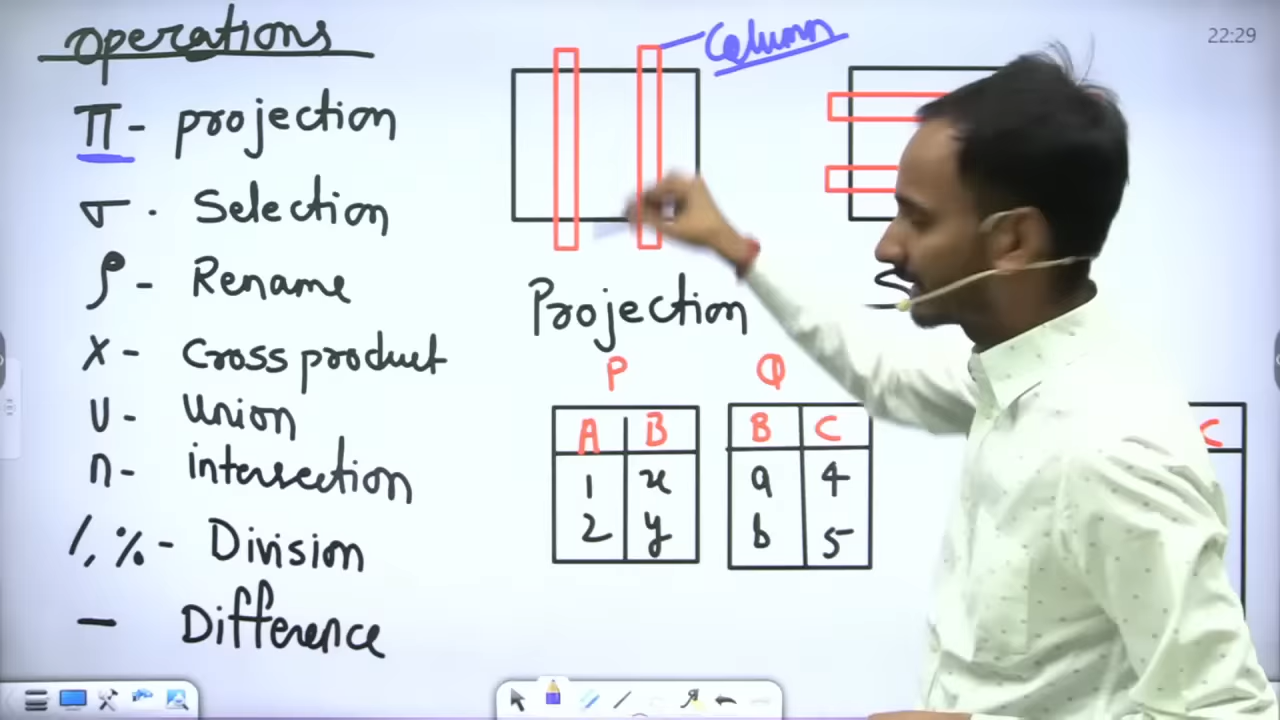 operations
Π - projection
σ - Selection
ρ - Rename
X - Cross product
U - Union
∩ - intersection
/, % - Division
— Difference
Column
22:29
Projection
S
P
A B
1 x
2 y
Q
B C
a 4
b 5
C